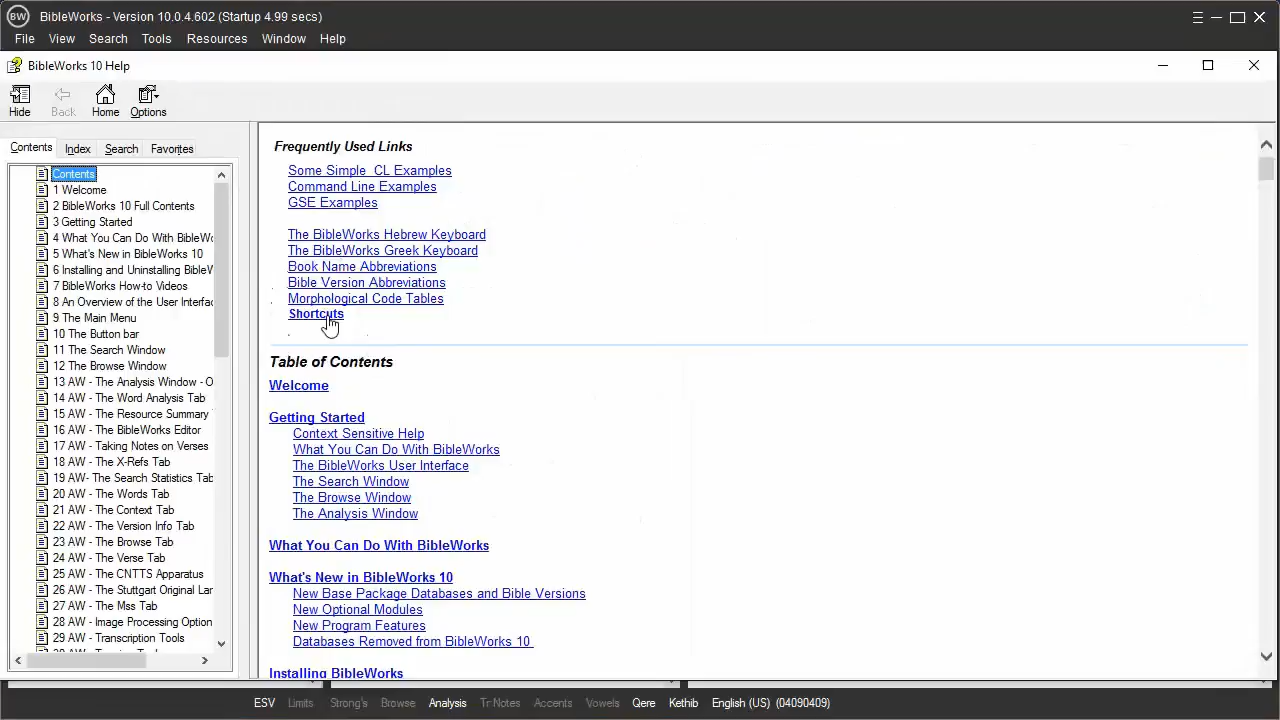 BW BibleWorks - Version 10.0.4.602 (Startup 4.99 secs)
File View Search Tools Resources Window Help
BibleWorks 10 Help
Hide Back Home Options
Contents Index Search Favorites
Contents
1 Welcome
2 BibleWorks 10 Full Contents
3 Getting Started
4 What You Can Do With BibleWo
5 What's New in BibleWorks 10
6 Installing and Uninstalling BibleW
7 BibleWorks How-to Videos
8 An Overview of the User Interfac
9 The Main Menu
10 The Button bar
11 The Search Window
12 The Browse Window
13 AW - The Analysis Window - O
14 AW - The Word Analysis Tab
15 AW - The Resource Summary
16 AW - The BibleWorks Editor
17 AW - Taking Notes on Verses
18 AW - The X-Refs Tab
19 AW- The Search Statistics Tab
20 AW - The Words Tab
21 AW - The Context Tab
22 AW - The Version Info Tab
23 AW - The Browse Tab
24 AW - The Verse Tab
25 AW - The CNTTS Apparatus
26 AW - The Stuttgart Original Lar
27 AW - The Mss Tab
28 AW - Image Processing Option
29 AW - Transcription Tools
Frequently Used Links
Some Simple CL Examples
Command Line Examples
GSE Examples
The BibleWorks Hebrew Keyboard
The BibleWorks Greek Keyboard
Book Name Abbreviations
Bible Version Abbreviations
Morphological Code Tables
Shortcuts
Table of Contents
Welcome
Getting Started
Context Sensitive Help
What You Can Do With BibleWorks
The BibleWorks User Interface
The Search Window
The Browse Window
The Analysis Window
What You Can Do With BibleWorks
What's New in BibleWorks 10
New Base Package Databases and Bible Versions
New Optional Modules
New Program Features
Databases Removed from BibleWorks 10
Installing BibleWorks
ESV Limits Strong's Browse Analysis Tr Notes Accents Vowels Qere Kethib English (US) (04090409)